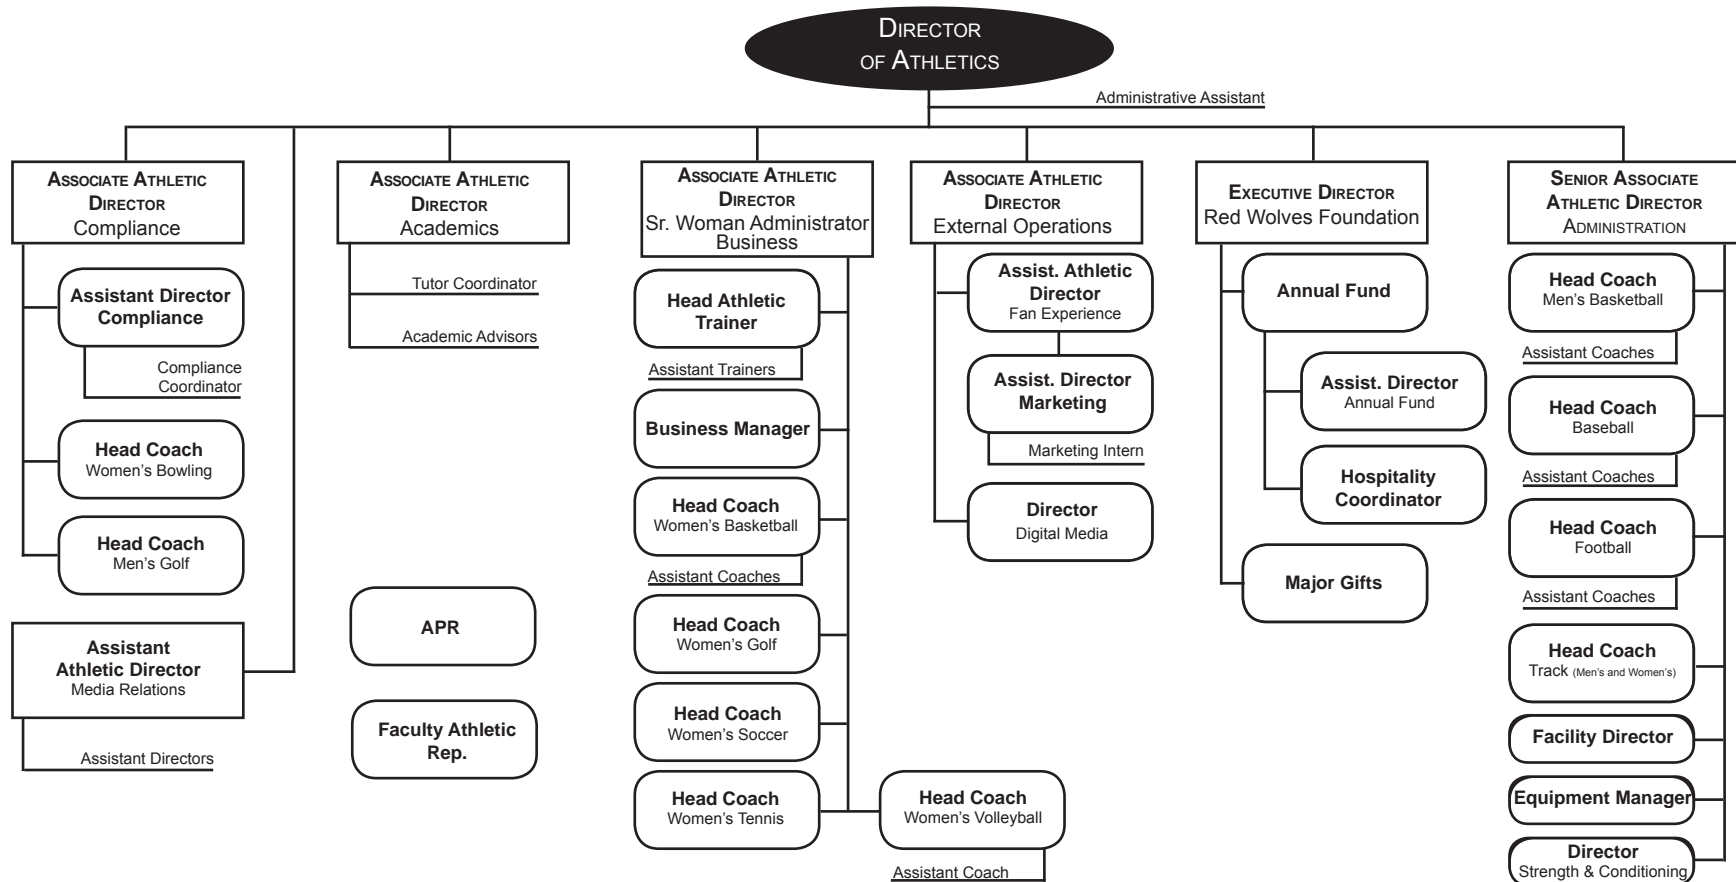 DIRECTOR
OF ATHLETICS
Administrative Assistant
ASSOCIATE ATHLETIC
DIRECTOR
Compliance
Assistant Director
Compliance
Compliance
Coordinator
Head Coach
Women's Bowling
Head Coach
Men's Golf
Assistant
Athletic Director
Media Relations
Assistant Directors
ASSOCIATE ATHLETIC
DIRECTOR
Academics
Tutor Coordinator
Academic Advisors
APR
Faculty Athletic
Rep.
ASSOCIATE ATHLETIC
DIRECTOR
Sr. Woman Administrator
Business
Head Athletic
Trainer
Assistant Trainers
Business Manager
Head Coach
Women's Basketball
Assistant Coaches
Head Coach
Women's Golf
Head Coach
Women's Soccer
Head Coach
Women's Tennis
Head Coach
Women's Volleyball
Assistant Coach
ASSOCIATE ATHLETIC
DIRECTOR
External Operations
Assist. Athletic
Director
Fan Experience
Assist. Director
Marketing
Marketing Intern
Director
Digital Media
EXECUTIVE DIRECTOR
Red Wolves Foundation
Annual Fund
Assist. Director
Annual Fund
Hospitality
Coordinator
Major Gifts
SENIOR ASSOCIATE
ATHLETIC DIRECTOR
ADMINISTRATION
Head Coach
Men's Basketball
Assistant Coaches
Head Coach
Baseball
Assistant Coaches
Head Coach
Football
Assistant Coaches
Head Coach
Track (Men's and Women's)
Facility Director
Equipment Manager
Director
Strength & Conditioning